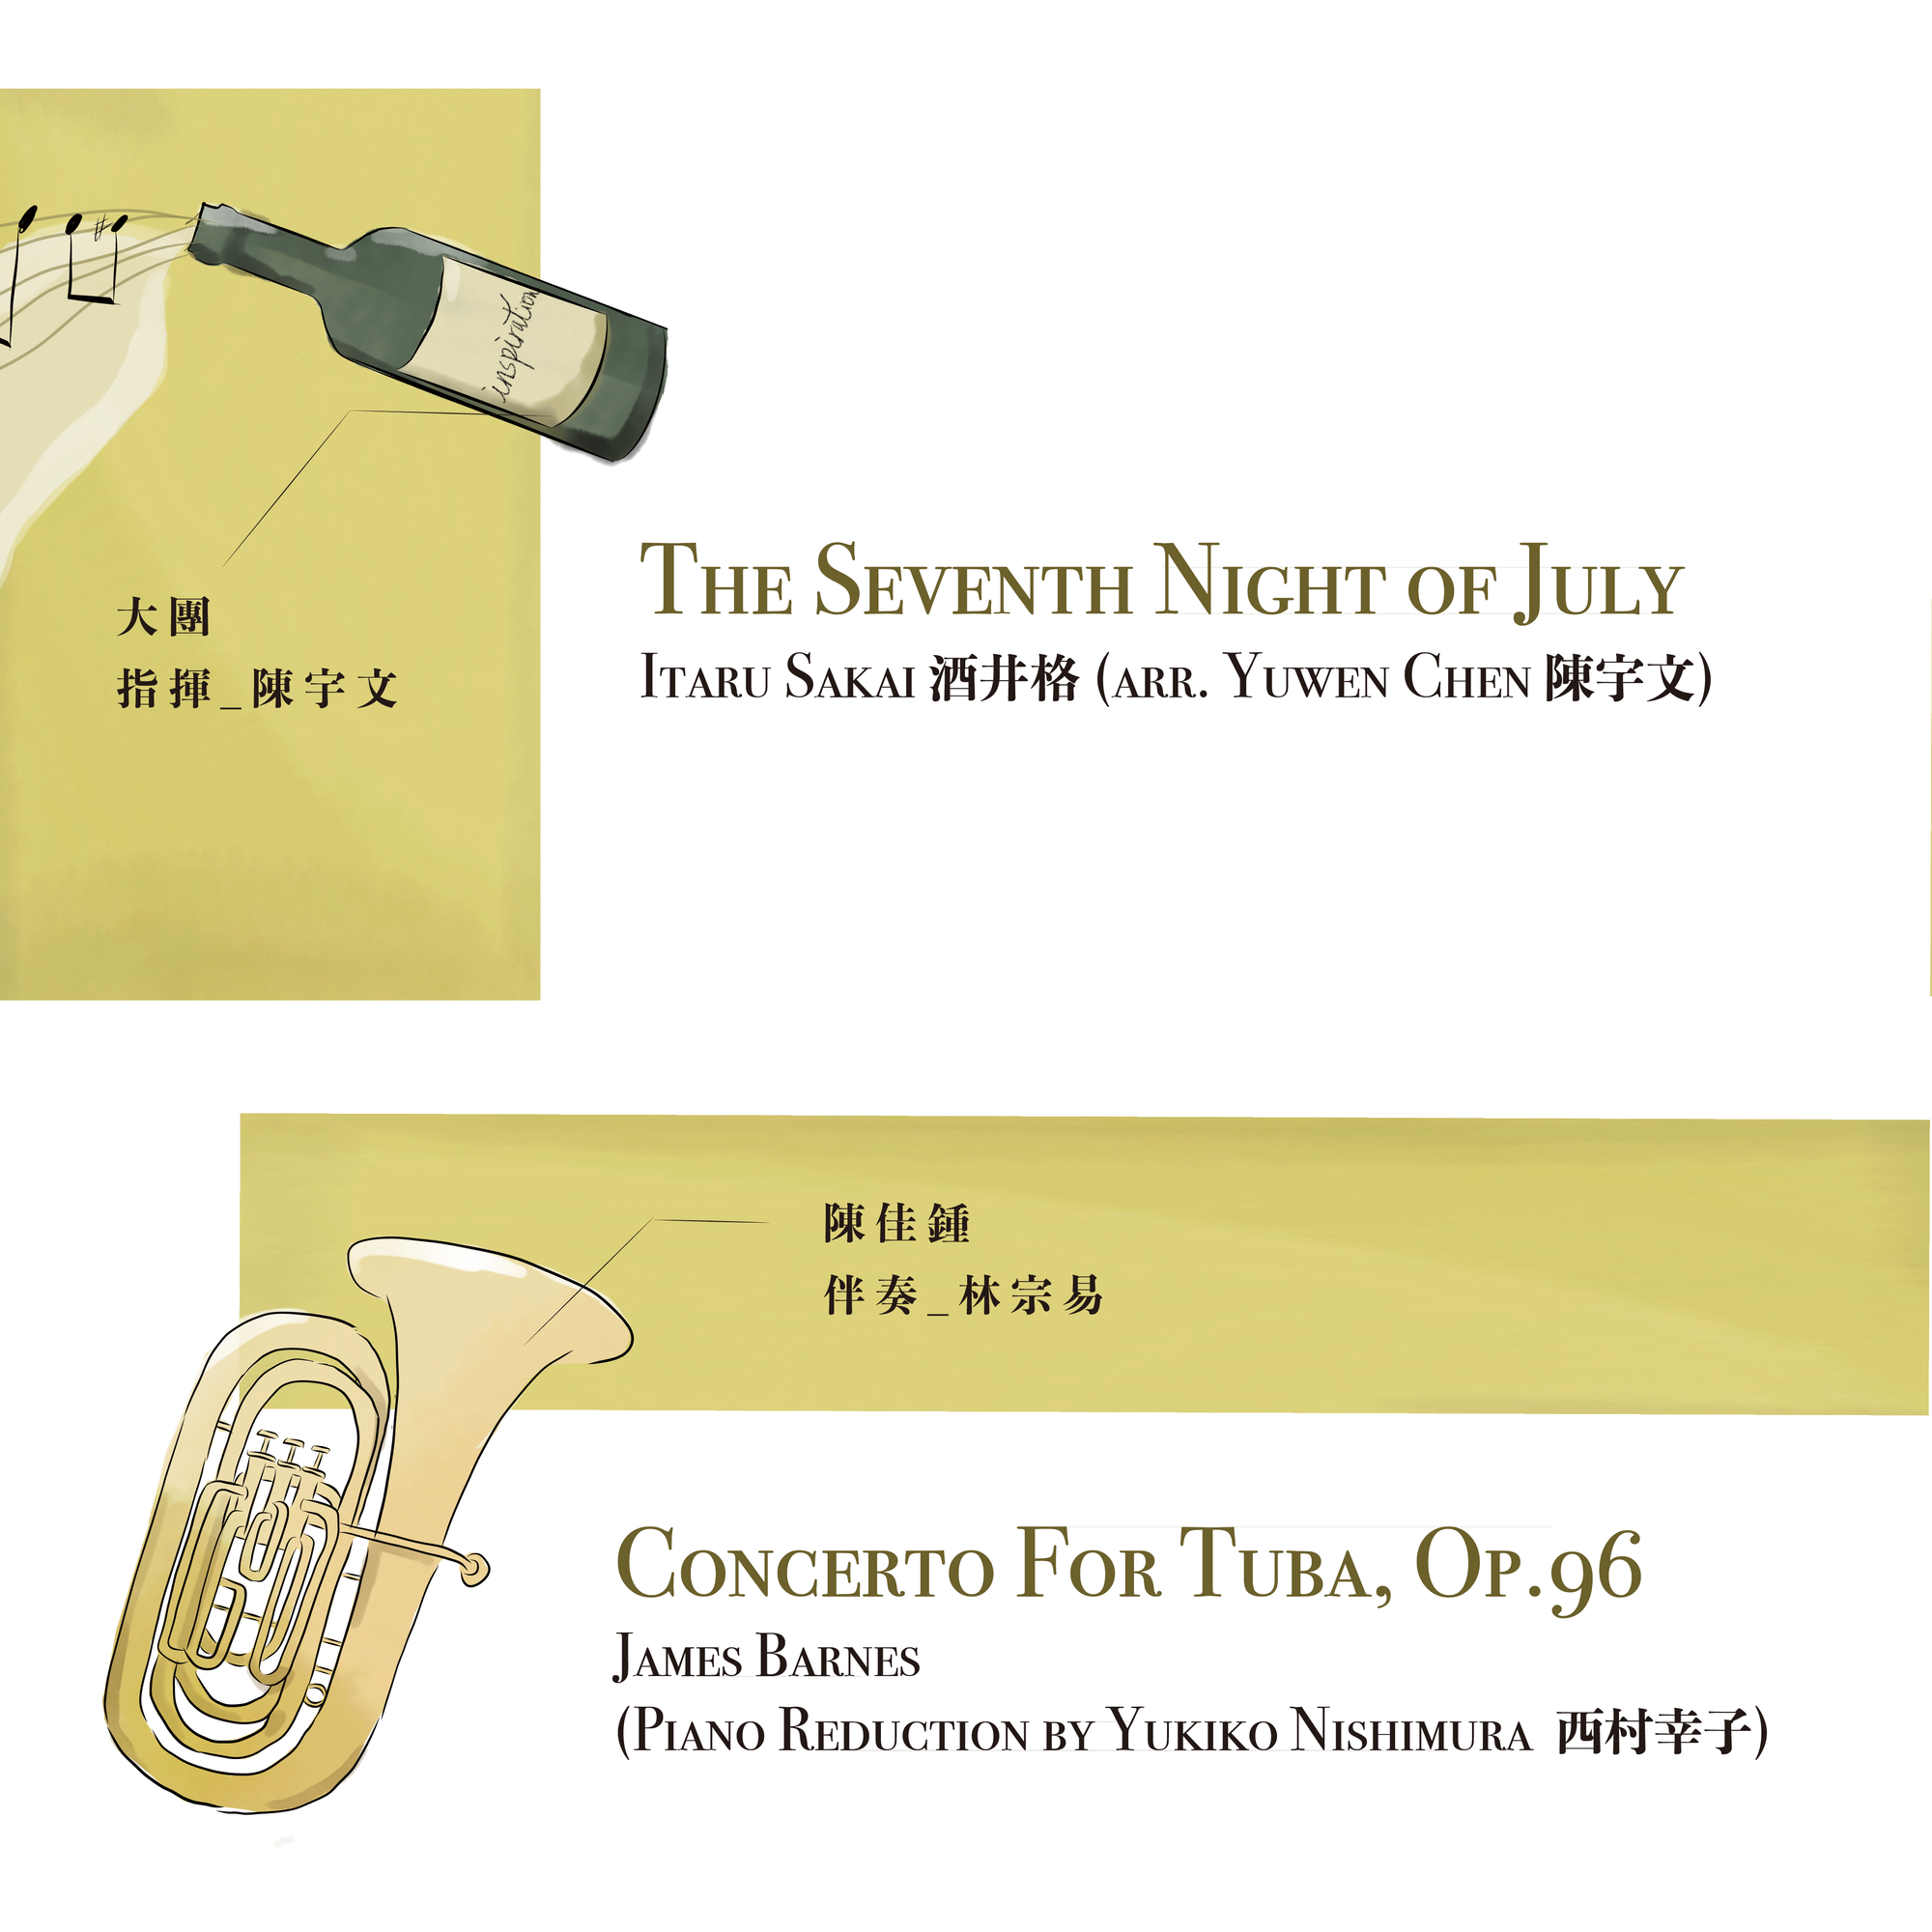 inspiration
大團
指揮_陳宇文
The Seventh Night of July
Itaru Sakai 酒井格 (arr. Yuwen Chen 陳宇文)
陳佳鍾
伴奏_林宗易
Concerto For Tuba, Op.96
James Barnes
(Piano Reduction by Yukiko Nishimura 西村幸子)